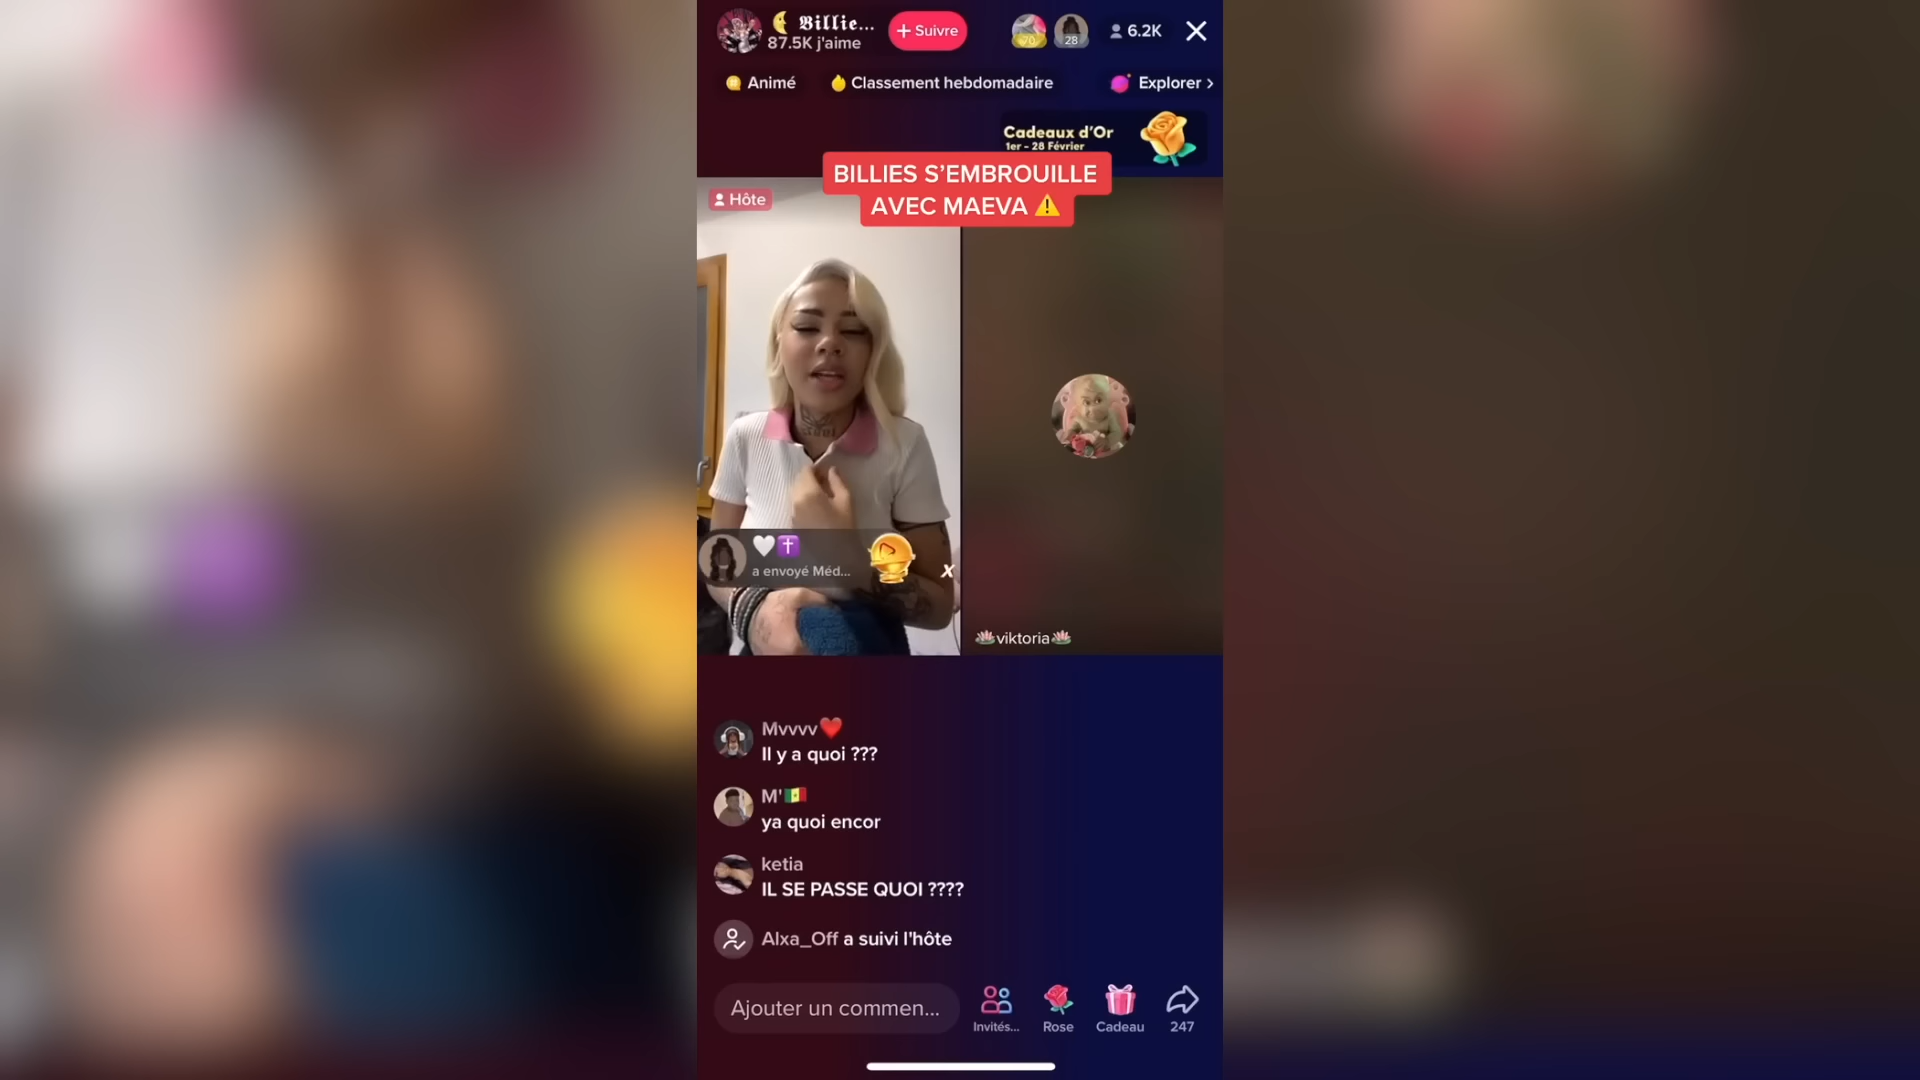 🌜 𝕭𝖎𝖑𝖑𝖎𝖊...
87.5K j'aime
+ Suivre
70
28
6.2K
Animé
Classement hebdomadaire
Explorer >
Cadeaux d'Or
1er - 28 Février
BILLIES S'EMBROUILLE
AVEC MAEVA ⚠️
Hôte
🤍✝️
a envoyé Méd...
x
🪷viktoria🪷
Mvvvv❤️
Il y a quoi ???
M'🇸🇳
ya quoi encor
ketia
IL SE PASSE QUOI ????
Alxa_Off a suivi l'hôte
Ajouter un commen...
Invités...
Rose
Cadeau
247